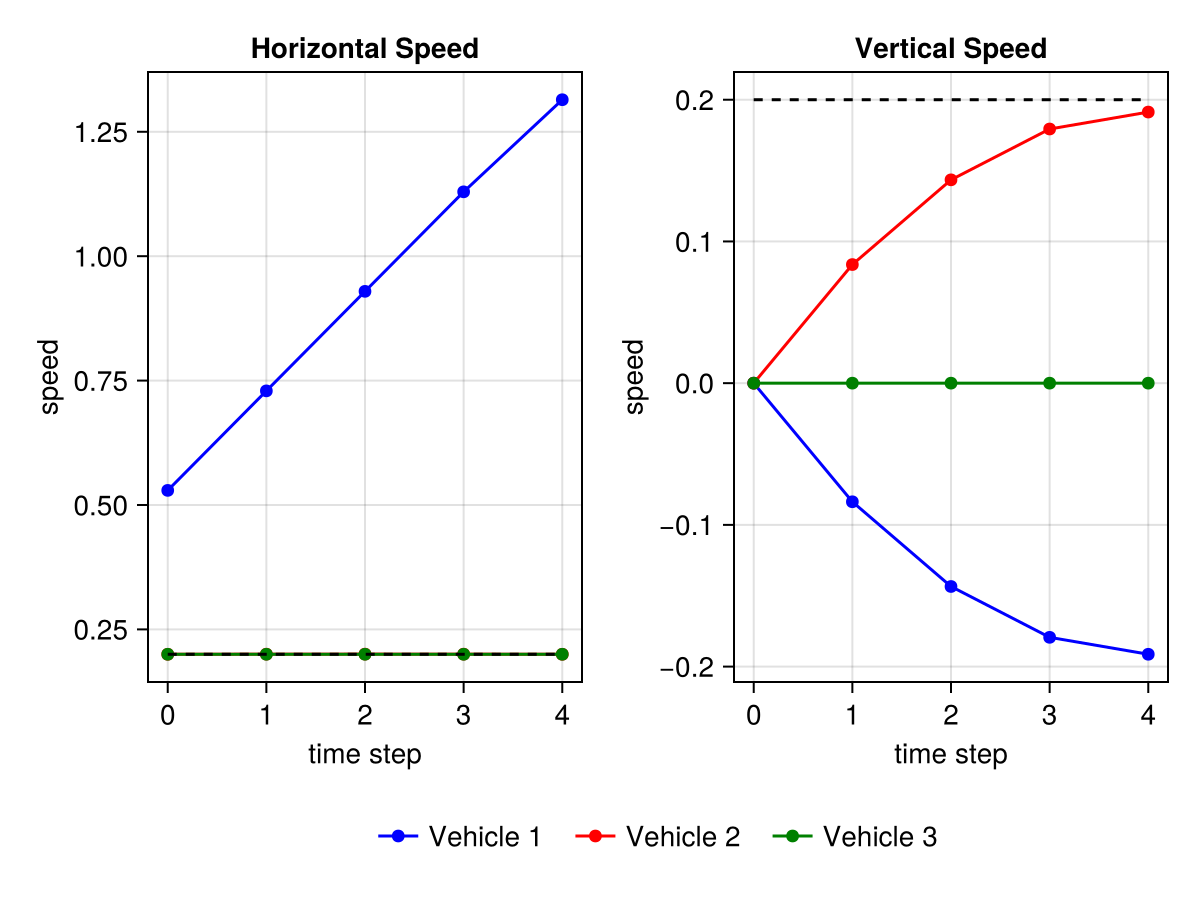 Horizontal Speed
1.25
1.00
0.75
0.50
0.25
speed
0 1 2 3 4
time step
Vertical Speed
0.2
0.1
0.0
−0.1
−0.2
speed
0 1 2 3 4
time step
Vehicle 1 Vehicle 2 Vehicle 3